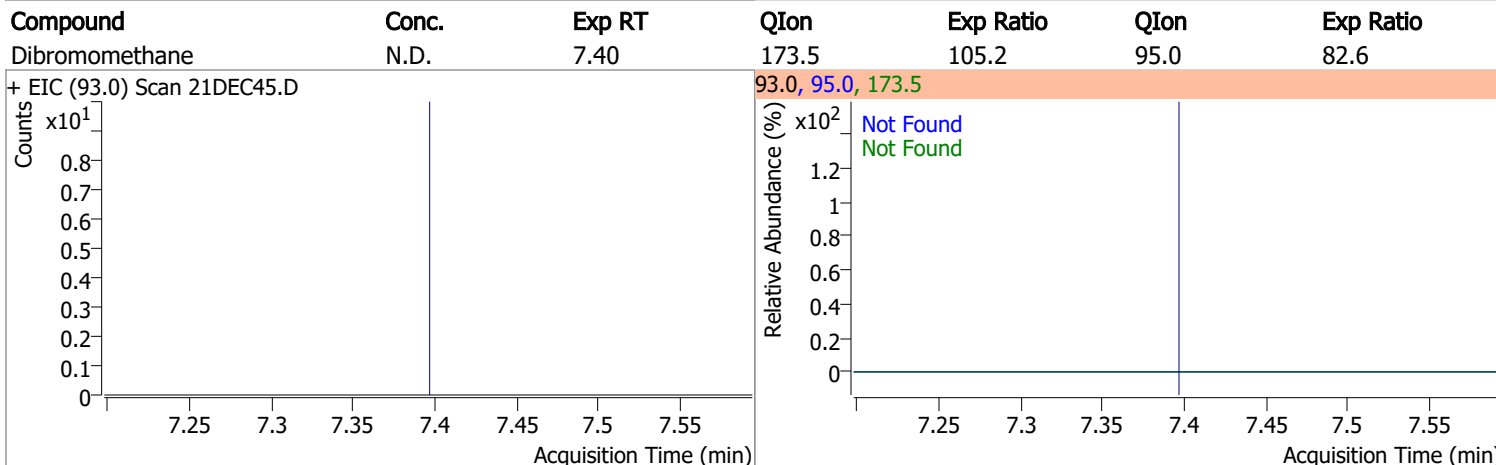 Compound Conc. Exp RT QIon Exp Ratio QIon Exp Ratio
Dibromomethane N.D. 7.40 173.5 105.2 95.0 82.6
+ EIC (93.0) Scan 21DEC45.D
Counts
x10¹
0.8
0.7
0.6
0.5
0.4
0.3
0.2
0.1
0
7.25 7.3 7.35 7.4 7.45 7.5 7.55
Acquisition Time (min)
93.0, 95.0, 173.5
Relative Abundance (%)
x10²
Not Found
Not Found
1.2
1
0.8
0.6
0.4
0.2
0
7.25 7.3 7.35 7.4 7.45 7.5 7.55
Acquisition Time (min)